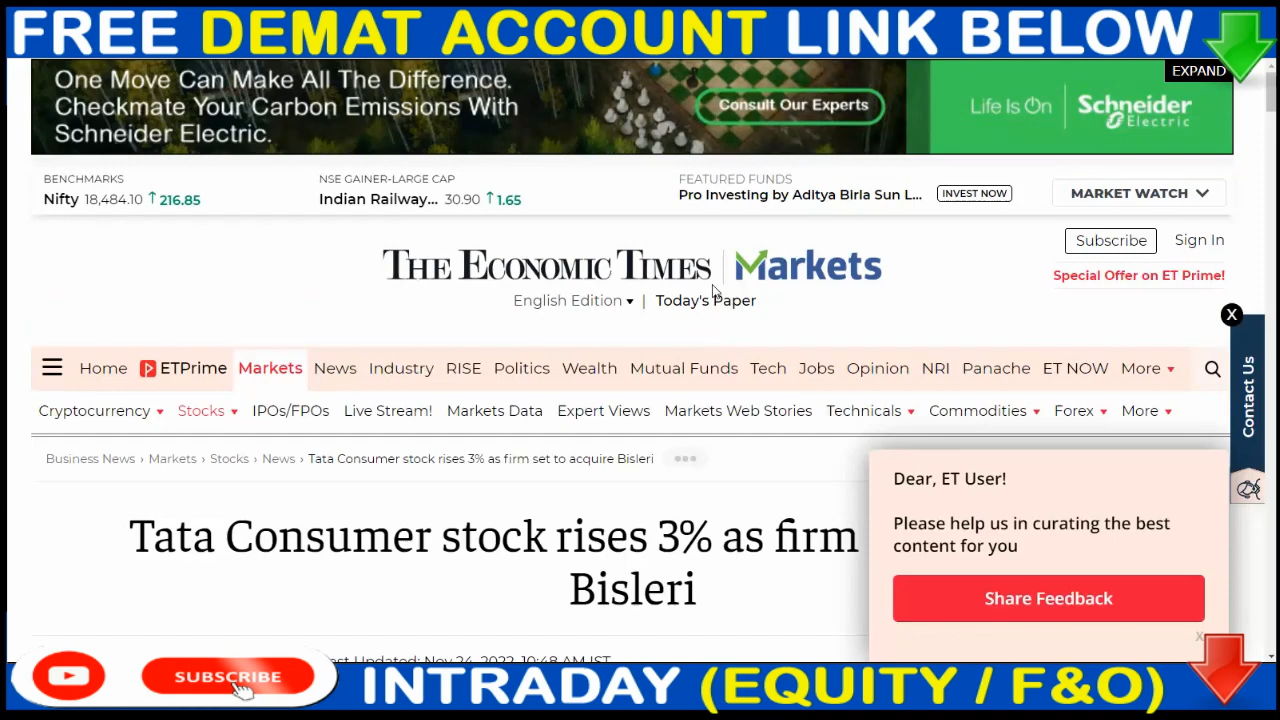 FREE DEMAT ACCOUNT LINK BELOW
One Move Can Make All The Difference.
Checkmate Your Carbon Emissions With
Schneider Electric.
Consult Our Experts
Life Is On
Schneider
Electric
EXPAND
BENCHMARKS
Nifty 18,484.10 ↑ 216.85
NSE GAINER-LARGE CAP
Indian Railway... 30.90 ↑ 1.65
FEATURED FUNDS
Pro Investing by Aditya Birla Sun L...
INVEST NOW
MARKET WATCH
Subscribe
Sign In
Special Offer on ET Prime!
THE ECONOMIC TIMES | Markets
English Edition ▾ | Today's Paper
X
Contact Us
Home ETPrime Markets News Industry RISE Politics Wealth Mutual Funds Tech Jobs Opinion NRI Panache ET NOW More
Cryptocurrency Stocks IPOs/FPOs Live Stream! Markets Data Expert Views Markets Web Stories Technicals Commodities Forex More
Business News › Markets › Stocks › News › Tata Consumer stock rises 3% as firm set to acquire Bisleri
Tata Consumer stock rises 3% as firm
Bisleri
Dear, ET User!
Please help us in curating the best
content for you
Share Feedback
X
Updated: Nov 24, 2022, 10:48 AM IST
SUBSCRIBE
INTRADAY (EQUITY / F&O)